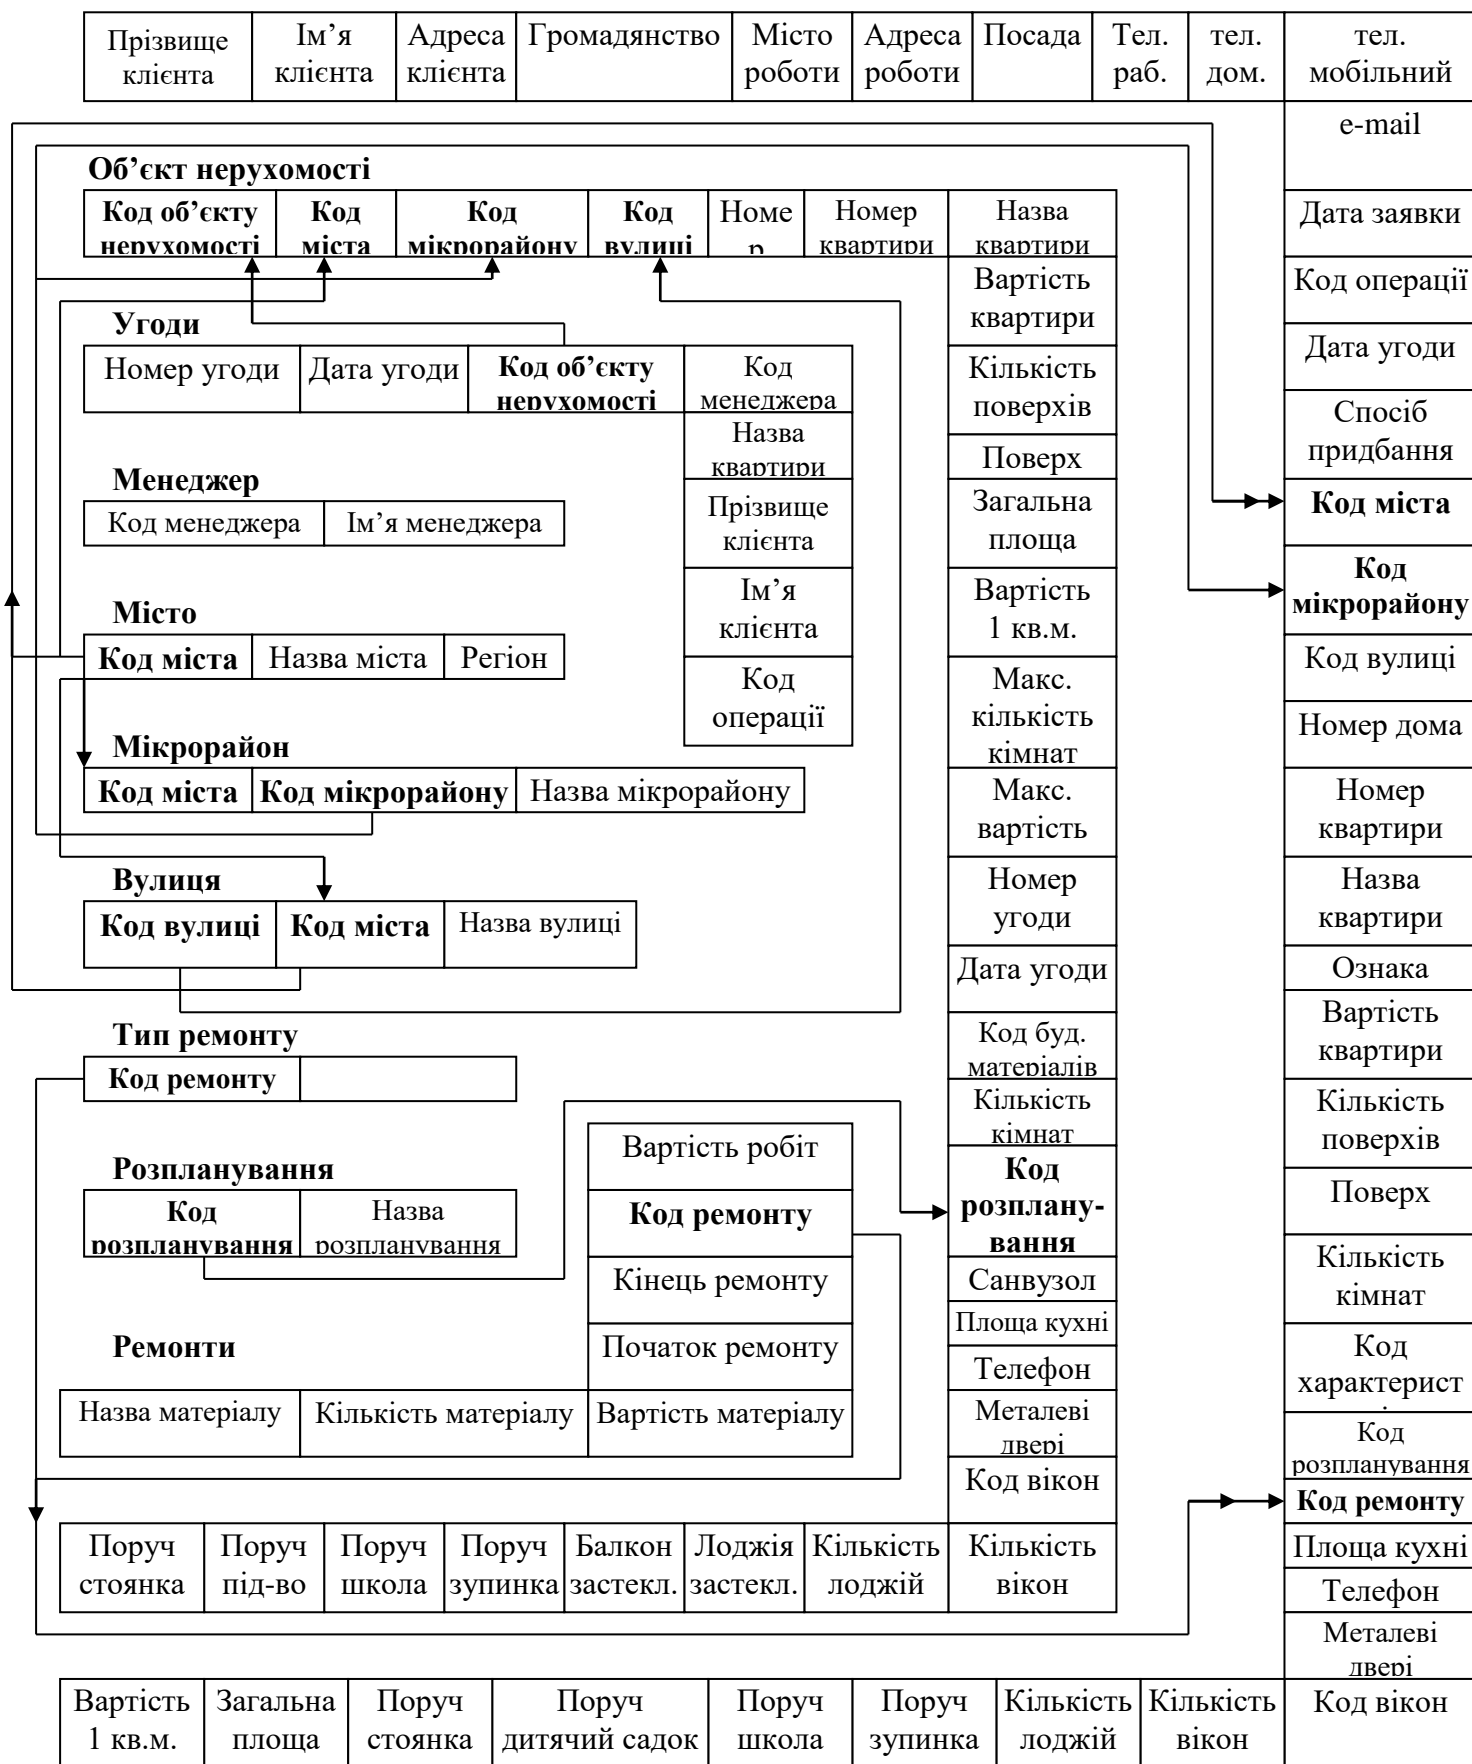 Прізвище
клієнта
Ім’я
клієнта
Адреса
клієнта
Громадянство
Місто
роботи
Адреса
роботи
Посада
Тел.
раб.
тел.
дом.
тел.
мобільний
e-mail
Дата заявки
Код операції
Дата угоди
Спосіб
придбання
Код міста
Код
мікрорайону
Код вулиці
Номер дома
Номер
квартири
Назва
квартири
Ознака
Вартість
квартири
Кількість
поверхів
Поверх
Кількість
кімнат
Код
характерист
Код
розпланування
Код ремонту
Площа кухні
Телефон
Металеві
двері
Код вікон
Об’єкт нерухомості
Код об’єкту
нерухомості
Код
міста
Код
мікрорайону
Код
вулиці
Номе
р
Номер
квартири
Назва
квартири
Вартість
квартири
Кількість
поверхів
Поверх
Загальна
площа
Вартість
1 кв.м.
Макс.
кількість
кімнат
Макс.
вартість
Номер
угоди
Дата угоди
Код буд.
матеріалів
Кількість
кімнат
Код
розплану-
вання
Санвузол
Площа кухні
Телефон
Металеві
двері
Код вікон
Кількість
вікон
Угоди
Номер угоди
Дата угоди
Код об’єкту
нерухомості
Код
менеджера
Назва
квартири
Прізвище
клієнта
Ім’я
клієнта
Код
операції
Менеджер
Код менеджера
Ім’я менеджера
Місто
Код міста
Назва міста
Регіон
Мікрорайон
Код міста
Код мікрорайону
Назва мікрорайону
Вулиця
Код вулиці
Код міста
Назва вулиці
Тип ремонту
Код ремонту
Розпланування
Код
розпланування
Назва
розпланування
Вартість робіт
Код ремонту
Кінець ремонту
Початок ремонту
Ремонти
Назва матеріалу
Кількість матеріалу
Вартість матеріалу
Поруч
стоянка
Поруч
під-во
Поруч
школа
Поруч
зупинка
Балкон
застекл.
Лоджія
застекл.
Кількість
лоджій
Вартість
1 кв.м.
Загальна
площа
Поруч
стоянка
Поруч
дитячий садок
Поруч
школа
Поруч
зупинка
Кількість
лоджій
Кількість
вікон